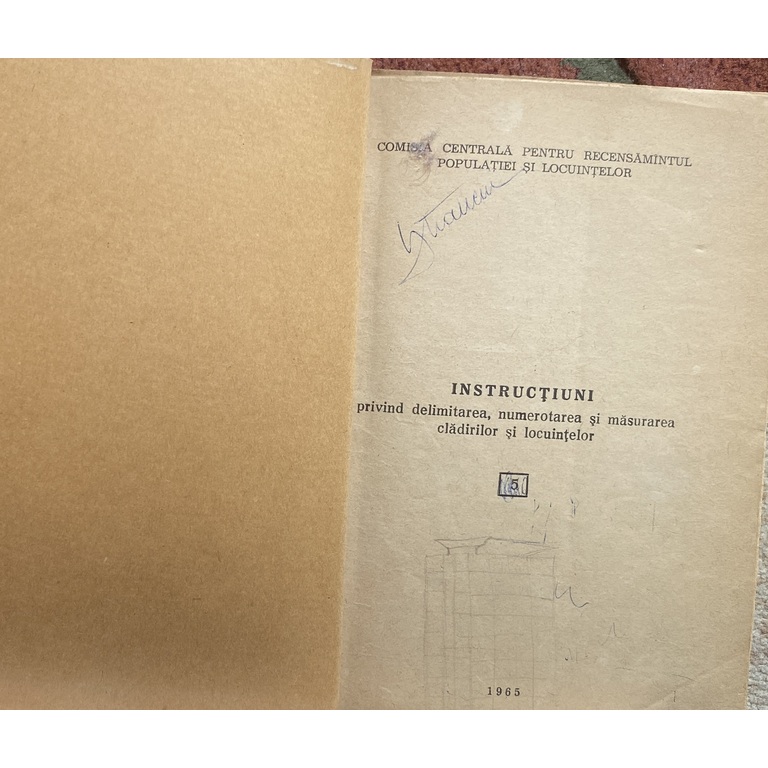 COMISIA CENTRALĂ PENTRU RECENSĂMÎNTUL
POPULAȚIEI ȘI LOCUINȚELOR
INSTRUCȚIUNI
privind delimitarea, numerotarea și măsurarea
clădirilor și locuințelor
5
1965